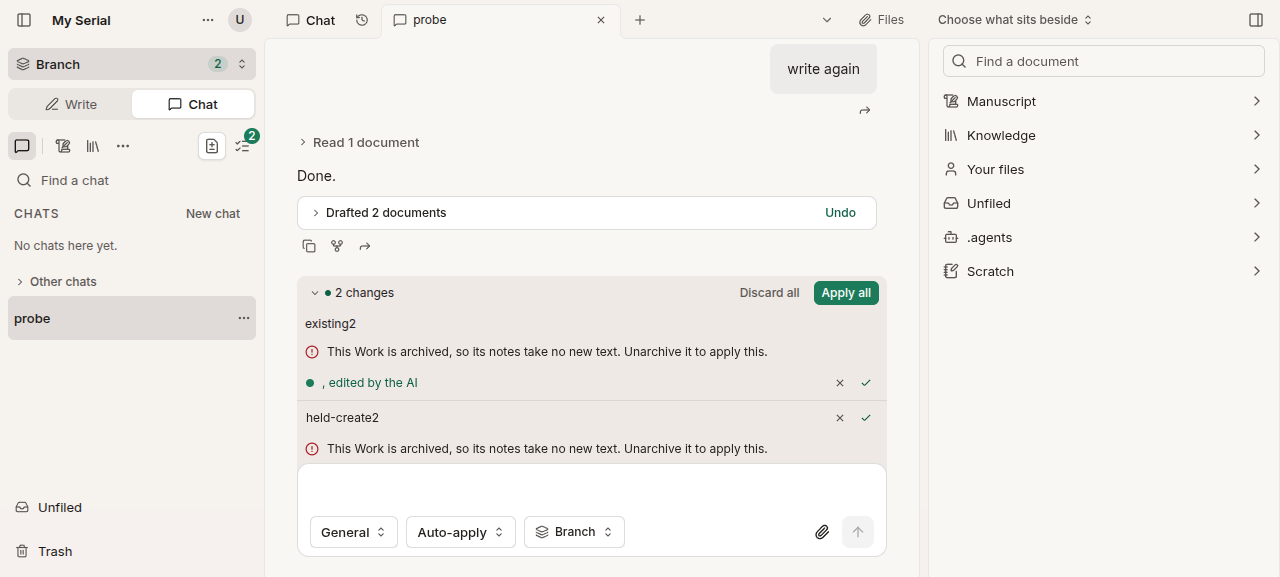 My Serial
U
Branch
2
Write
Chat
2
Find a chat
CHATS
New chat
No chats here yet.
Other chats
probe
Unfiled
Trash
Chat
probe
Files
write again
Read 1 document
Done.
Drafted 2 documents
Undo
2 changes
Discard all
Apply all
existing2
This Work is archived, so its notes take no new text. Unarchive it to apply this.
, edited by the AI
held-create2
This Work is archived, so its notes take no new text. Unarchive it to apply this.
General
Auto-apply
Branch
Choose what sits beside
Find a document
Manuscript
Knowledge
Your files
Unfiled
.agents
Scratch